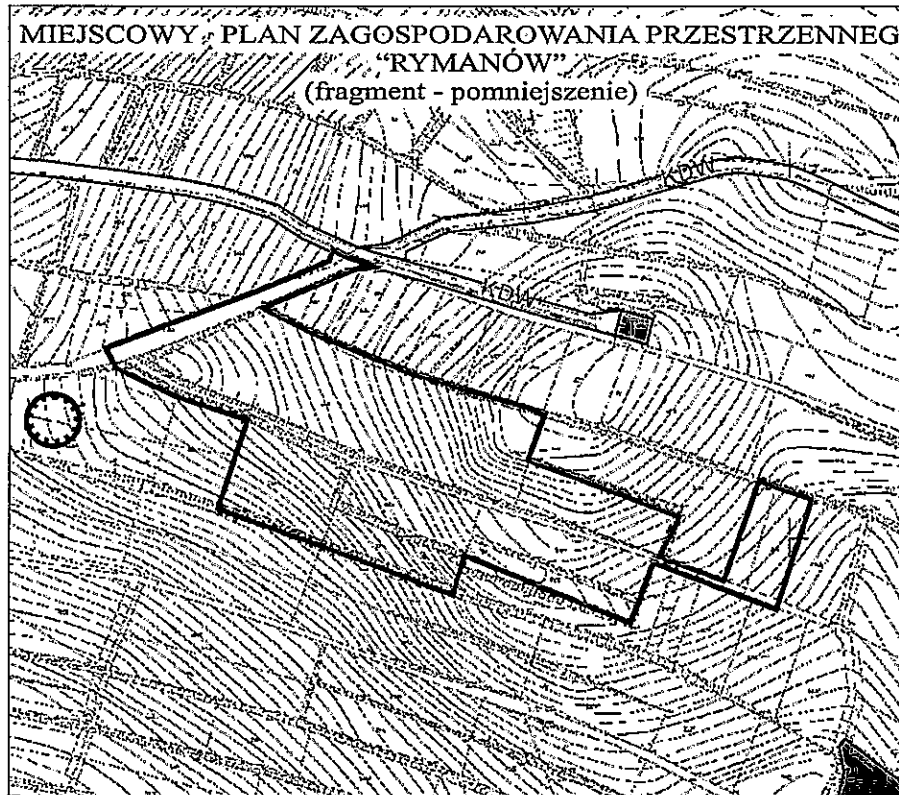 MIEJSCOWY PLAN ZAGOSPODAROWANIA PRZESTRZENNEG
“RYMANÓW”
(fragment - pomniejszenie)
KDW
KDW